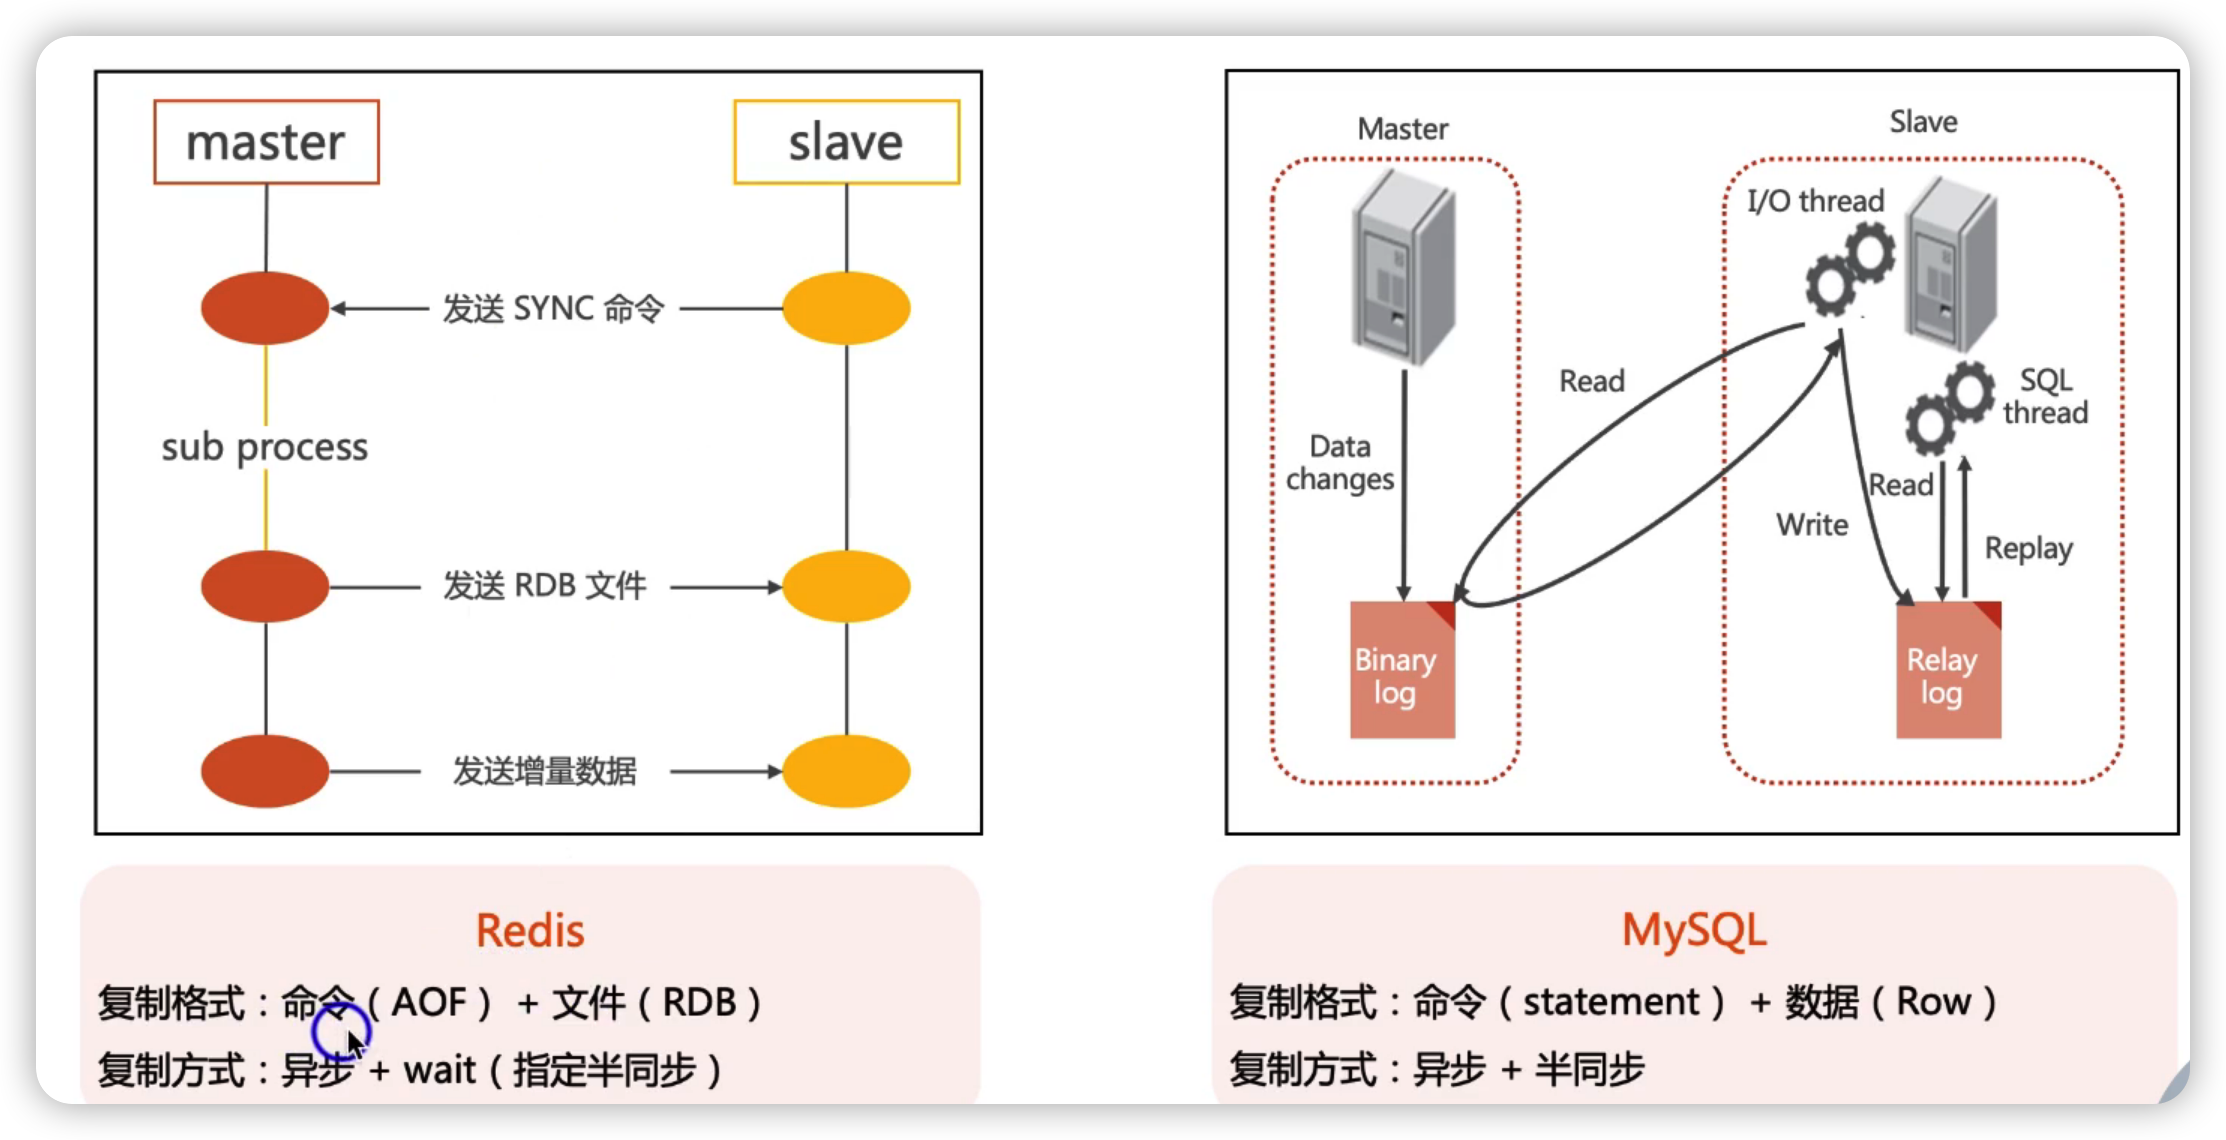 master
slave
发送 SYNC 命令
sub process
发送 RDB 文件
发送增量数据
Redis
复制格式：命令（AOF） + 文件（RDB）
复制方式：异步 + wait（指定半同步）
Master
Slave
I/O thread
Read
SQL
thread
Data
changes
Read
Write
Replay
Binary
log
Relay
log
MySQL
复制格式：命令（statement） + 数据（Row）
复制方式：异步 + 半同步